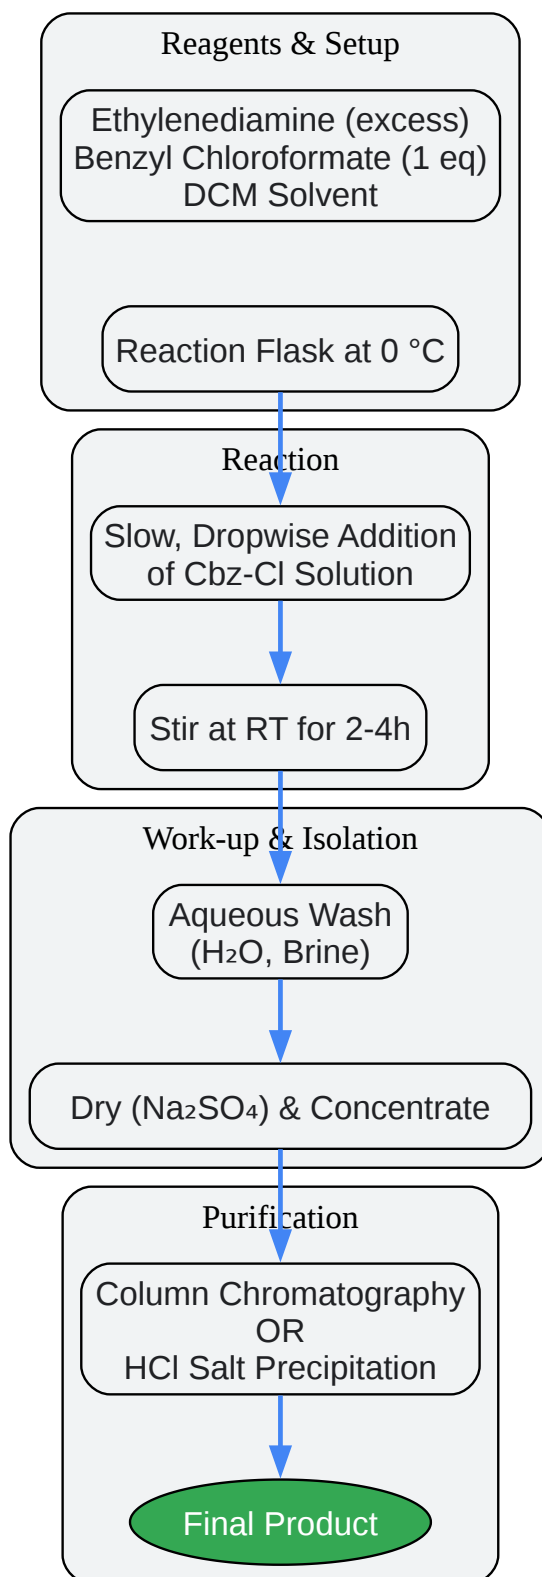 Reagents & Setup
Ethylenediamine (excess)
Benzyl Chloroformate (1 eq)
DCM Solvent
Reaction Flask at 0 °C
Reaction
Slow, Dropwise Addition
of Cbz-Cl Solution
Stir at RT for 2-4h
Work-up & Isolation
Aqueous Wash
(H₂O, Brine)
Dry (Na₂SO₄) & Concentrate
Purification
Column Chromatography
OR
HCl Salt Precipitation
Final Product